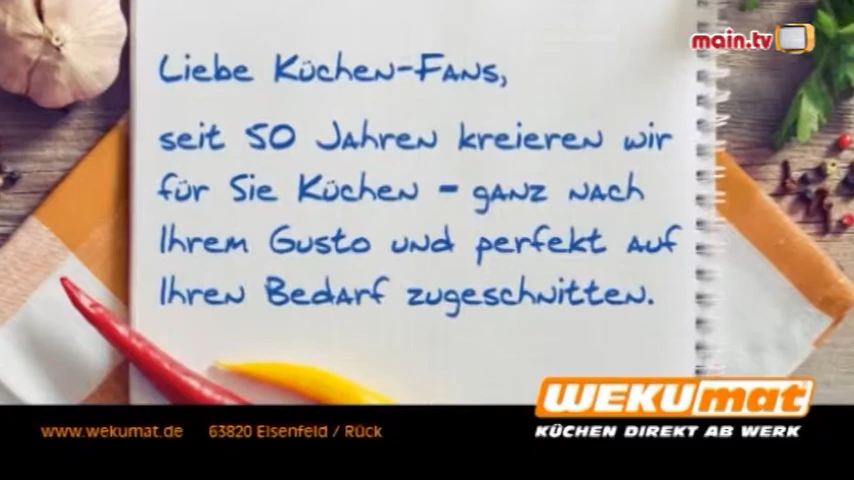 main.tv
Liebe Küchen-Fans,
seit 50 Jahren kreieren wir
für Sie Küchen - ganz nach
Ihrem Gusto und perfekt auf
Ihren Bedarf zugeschnitten.
WEKUmat
www.wekumat.de 63820 Elsenfeld / Rück
KÜCHEN DIREKT AB WERK